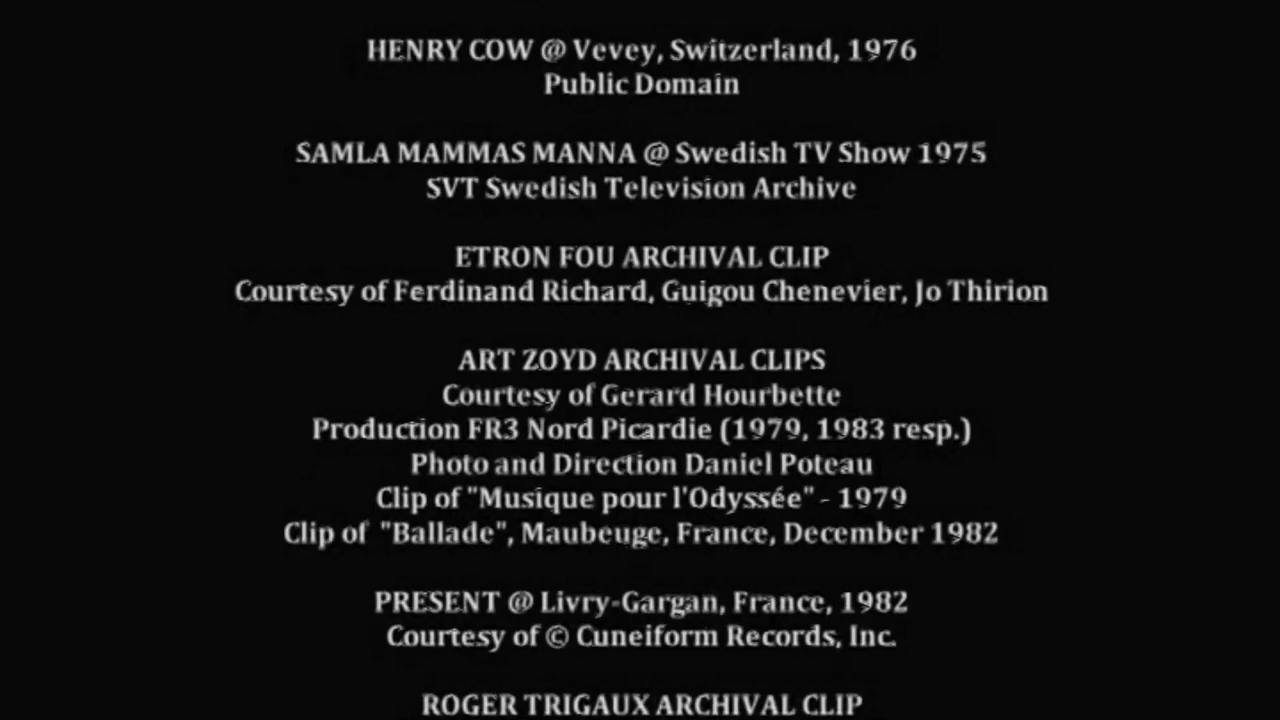 HENRY COW @ Vevey, Switzerland, 1976
Public Domain
SAMLA MAMMAS MANNA @ Swedish TV Show 1975
SVT Swedish Television Archive
ETRON FOU ARCHIVAL CLIP
Courtesy of Ferdinand Richard, Guigou Chenevier, Jo Thirion
ART ZOYD ARCHIVAL CLIPS
Courtesy of Gerard Hourbette
Production FR3 Nord Picardie (1979, 1983 resp.)
Photo and Direction Daniel Poteau
Clip of "Musique pour l'Odyssée" - 1979
Clip of "Ballade", Maubeuge, France, December 1982
PRESENT @ Livry-Gargan, France, 1982
Courtesy of © Cuneiform Records, Inc.
ROGER TRIGAUX ARCHIVAL CLIP